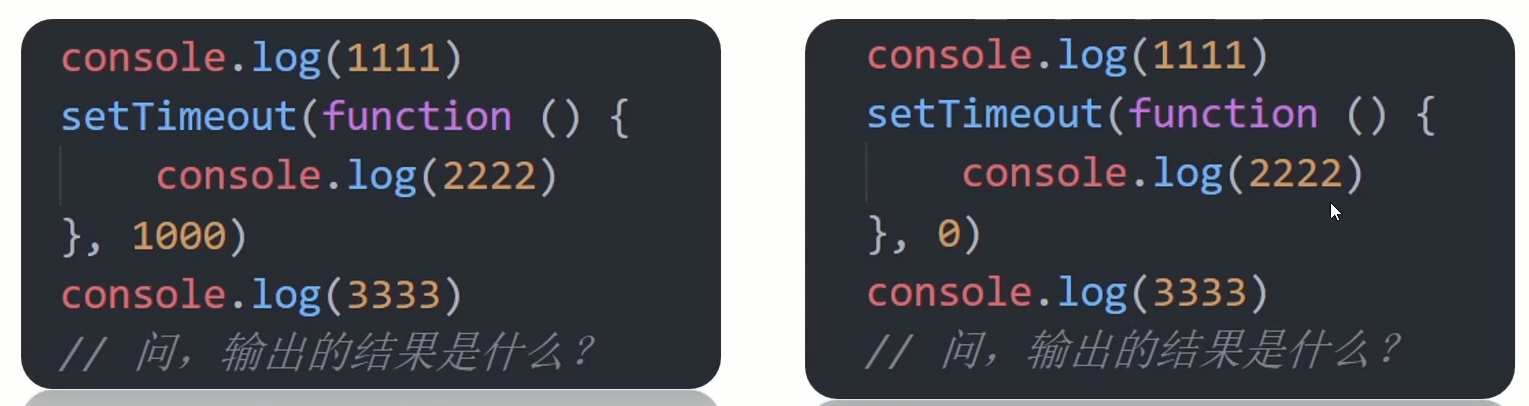 console.log(1111)
setTimeout(function () {
console.log(2222)
}, 1000)
console.log(3333)
// 问，输出的结果是什么？
console.log(1111)
setTimeout(function () {
console.log(2222)
}, 0)
console.log(3333)
// 问，输出的结果是什么？